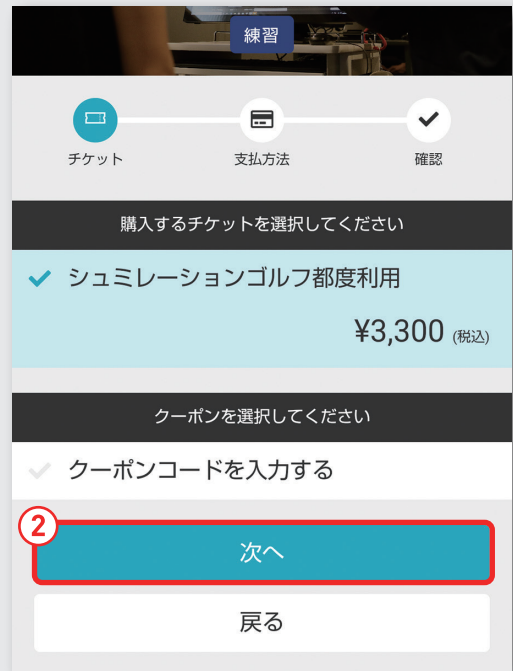 練習
チケット
支払方法
確認
購入するチケットを選択してください
シュミレーションゴルフ都度利用
¥3,300 (税込)
クーポンを選択してください
クーポンコードを入力する
2
次へ
戻る